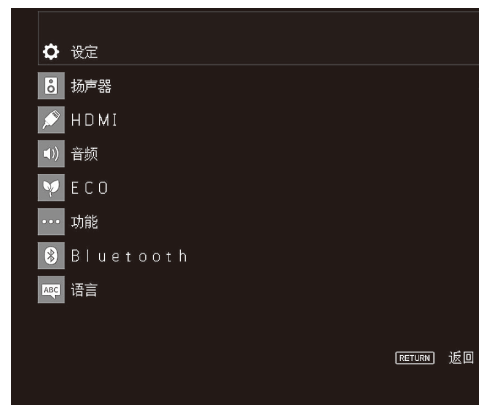 设定
扬声器
HDMI
音频
ECO
功能
Bluetooth
ABC 语言
RETURN 返回